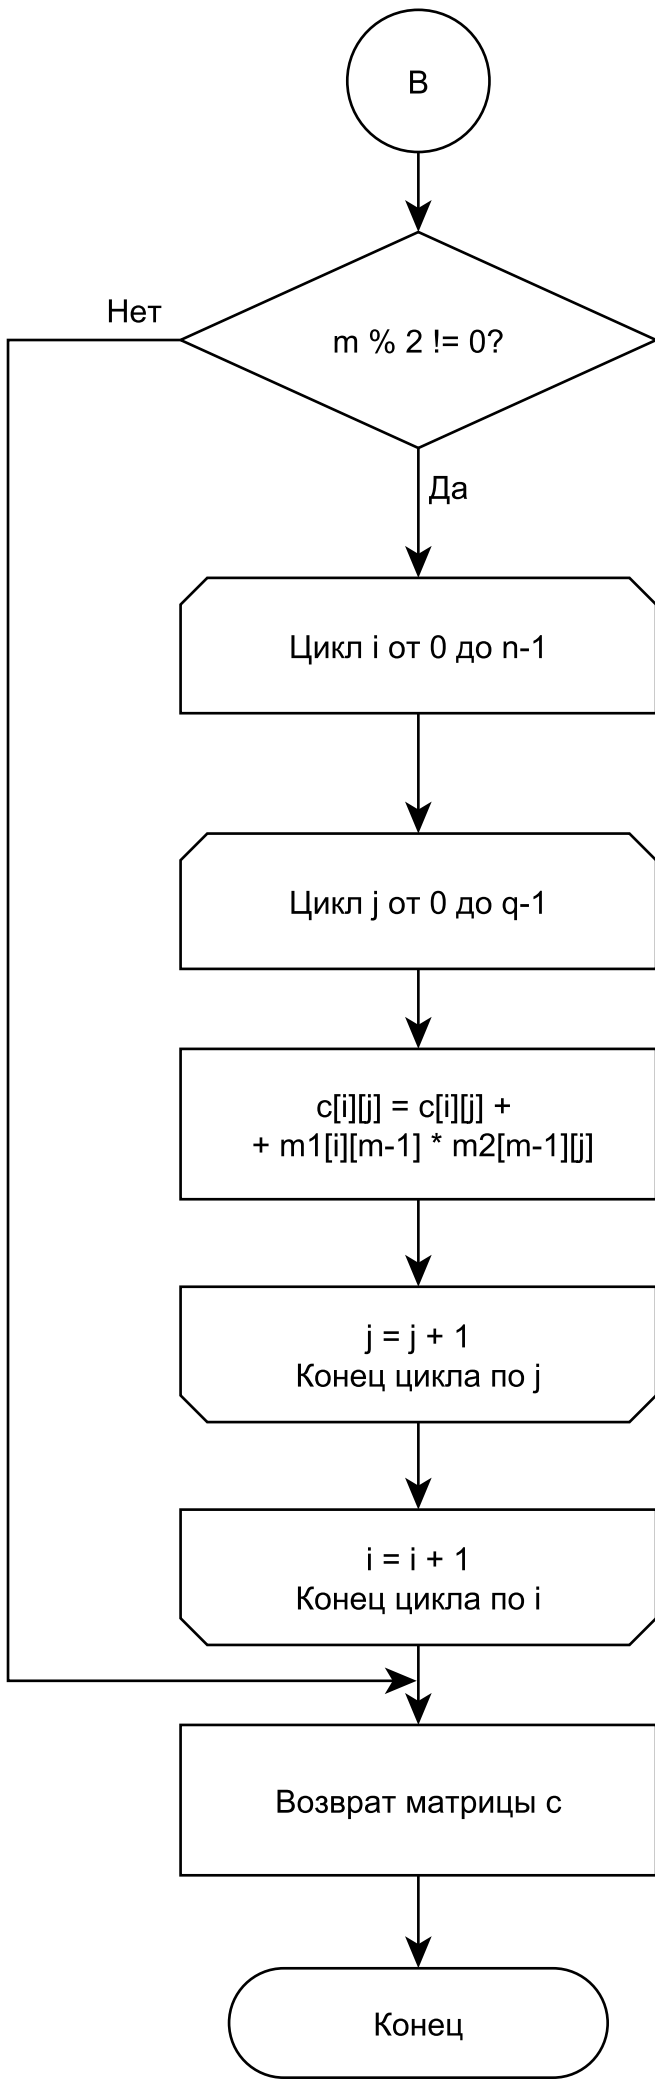 В
m % 2 != 0?
Нет
Да
Цикл i от 0 до n-1
Цикл j от 0 до q-1
c[i][j] = c[i][j] +
+ m1[i][m-1] * m2[m-1][j]
j = j + 1
Конец цикла по j
i = i + 1
Конец цикла по i
Возврат матрицы c
Конец